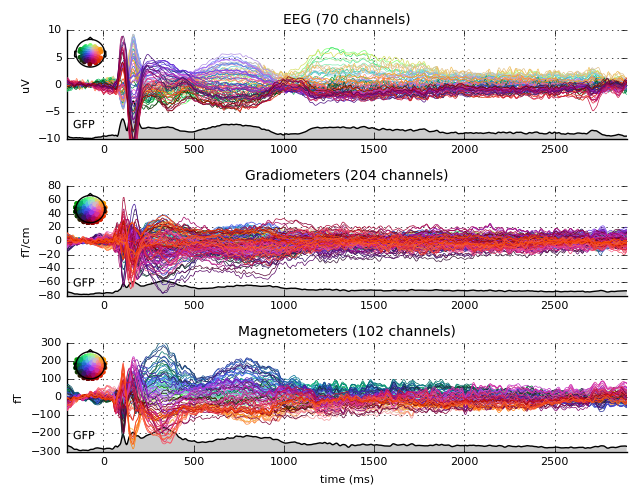 EEG (70 channels)
10
5
0
−5
−10
uV
GFP
0 500 1000 1500 2000 2500
Gradiometers (204 channels)
80
60
40
20
0
−20
−40
−60
−80
fT/cm
GFP
0 500 1000 1500 2000 2500
Magnetometers (102 channels)
300
200
100
0
−100
−200
−300
fT
GFP
0 500 1000 1500 2000 2500
time (ms)